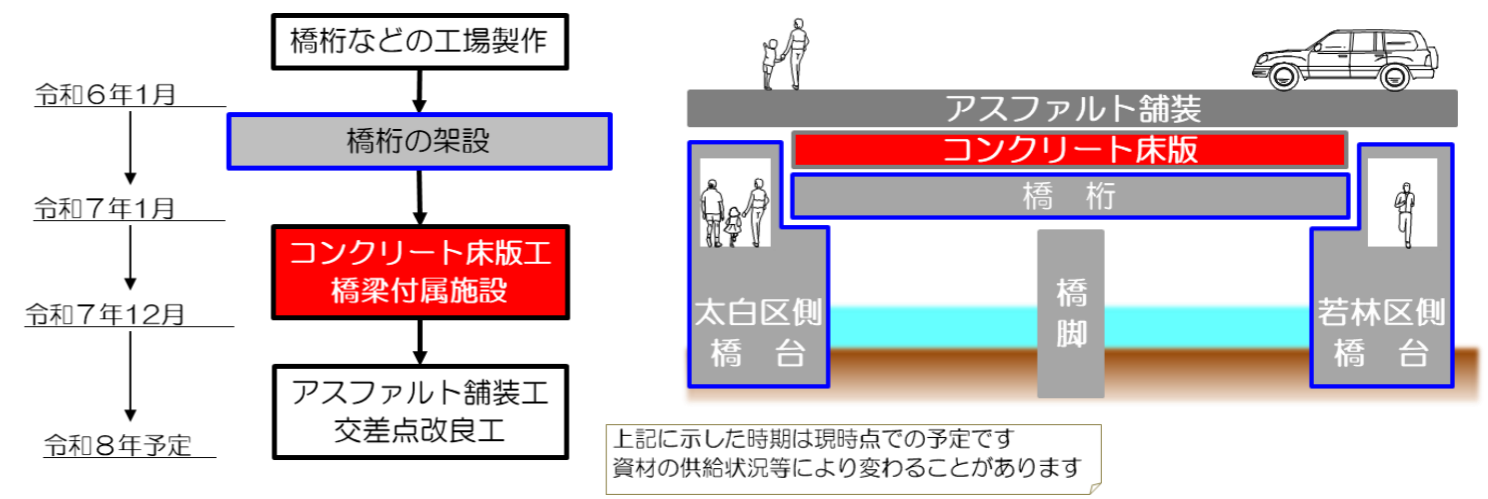 橋桁などの工場製作
令和6年1月
橋桁の架設
令和7年1月
コンクリート床版工
橋梁付属施設
令和7年12月
アスファルト舗装工
交差点改良工
令和8年予定
アスファルト舗装
コンクリート床版
橋 桁
橋
脚
太白区側
橋 台
若林区側
橋 台
上記に示した時期は現時点での予定です
資材の供給状況等により変わることがあります